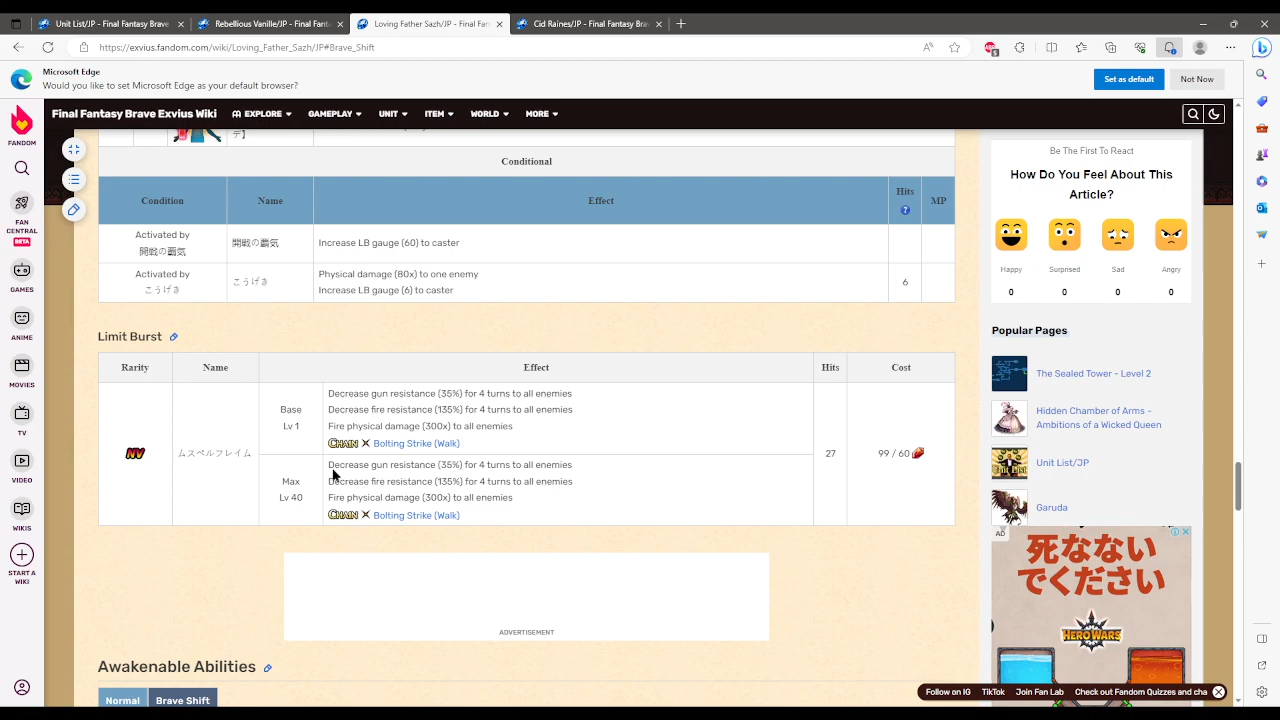 Unit List/JP - Final Fantasy Brave
Rebellious Vanille/JP - Final Fant
Loving Father Sazh/JP - Final Fan
Cid Raines/JP - Final Fantasy Brav
https://exvius.fandom.com/wiki/Loving_Father_Sazh/JP#Brave_Shift
Microsoft Edge
Would you like to set Microsoft Edge as your default browser?
Set as default
Not Now
Final Fantasy Brave Exvius Wiki
EXPLORE
GAMEPLAY
UNIT
ITEM
WORLD
MORE
FANDOM
FAN CENTRAL
BETA
GAMES
ANIME
MOVIES
TV
VIDEO
WIKIS
START A WIKI
デ】
Conditional
Condition
Name
Effect
Hits
?
MP
Activated by
開戦の覇気
開戦の覇気
Increase LB gauge (60) to caster
Activated by
こうげき
こうげき
Physical damage (80x) to one enemy
Increase LB gauge (6) to caster
6
Limit Burst
Rarity
Name
Effect
Hits
Cost
NV
ムスペルフレイム
Base
Lv 1
Decrease gun resistance (35%) for 4 turns to all enemies
Decrease fire resistance (135%) for 4 turns to all enemies
Fire physical damage (300x) to all enemies
CHAIN Bolting Strike (Walk)
Max
Lv 40
Decrease gun resistance (35%) for 4 turns to all enemies
Decrease fire resistance (135%) for 4 turns to all enemies
Fire physical damage (300x) to all enemies
CHAIN Bolting Strike (Walk)
27
99 / 60
ADVERTISEMENT
Awakenable Abilities
Normal
Brave Shift
Be The First To React
How Do You Feel About This
Article?
Happy
Surprised
Sad
Angry
0
0
0
0
Popular Pages
The Sealed Tower - Level 2
Hidden Chamber of Arms -
Ambitions of a Wicked Queen
Unit List/JP
Garuda
AD
死なない
でください
HERO WARS
Follow on IG
TikTok
Join Fan Lab
Check out Fandom Quizzes and cha